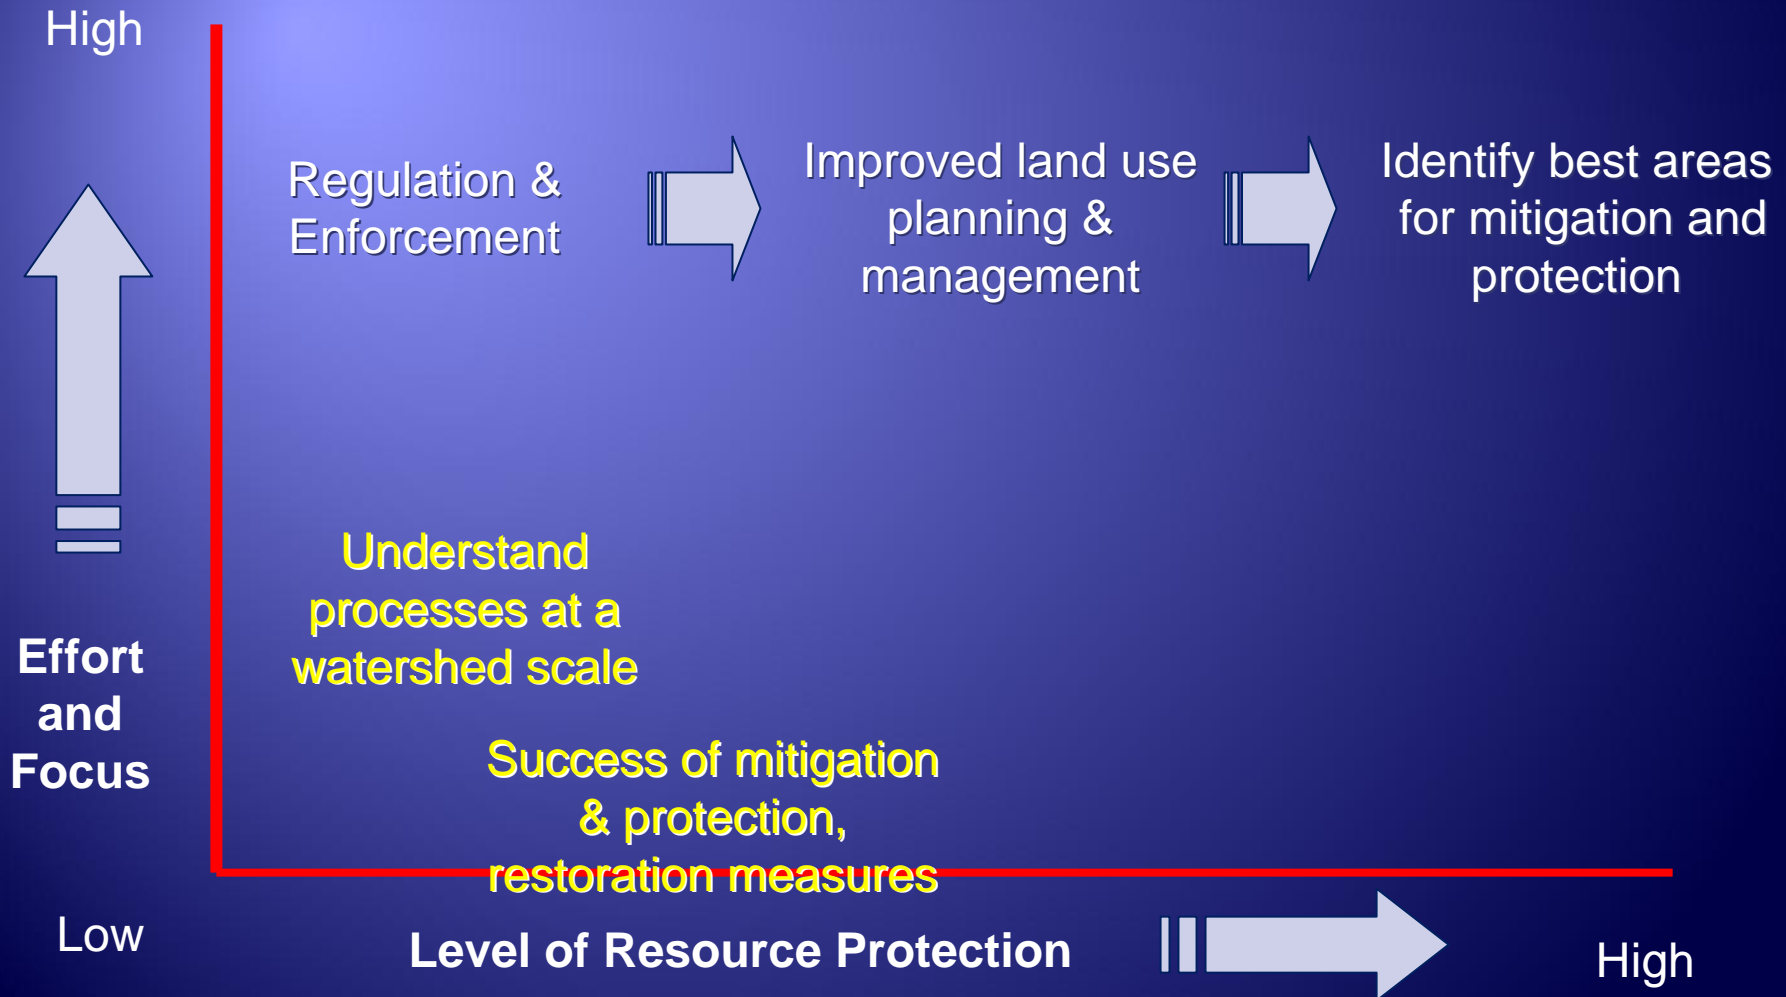 High
Regulation &
Enforcement
Improved land use
planning &
management
Identify best areas
for mitigation and
protection
Understand
processes at a
watershed scale
Effort
and
Focus
Success of mitigation
& protection,
restoration measures
Low
Level of Resource Protection
High